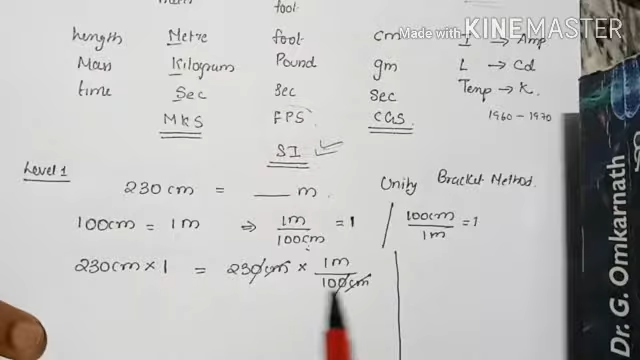 foot
Made with KINEMASTER
Length Metre foot cm I → Amp
Mass Kilogram Pound gm L → Cd
time Sec Sec Sec Temp → K.
MKS FPS CGS 1960 - 1970
SI
Level 1
230 cm = ___ m Unity Bracket Method.
100cm = 1m ⇒ 1m/100cm = 1 / 100cm/1m = 1
230cm × 1 = 230cm × 1m/100cm
Dr. G. Omkarnath